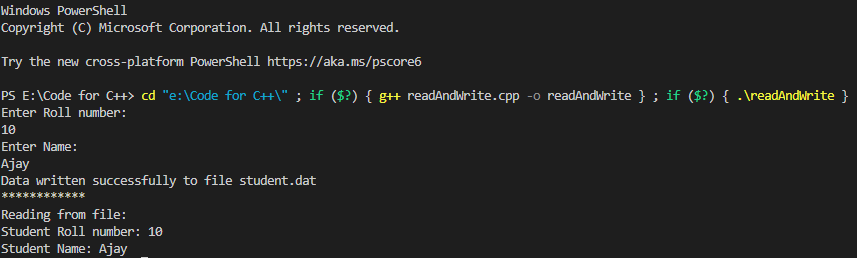 Windows PowerShell
Copyright (C) Microsoft Corporation. All rights reserved.
Try the new cross-platform PowerShell https://aka.ms/pscore6
PS E:\Code for C++> cd "e:\Code for C++\" ; if ($?) { g++ readAndWrite.cpp -o readAndWrite } ; if ($?) { .\readAndWrite }
Enter Roll number:
10
Enter Name:
Ajay
Data written successfully to file student.dat
************
Reading from file:
Student Roll number: 10
Student Name: Ajay